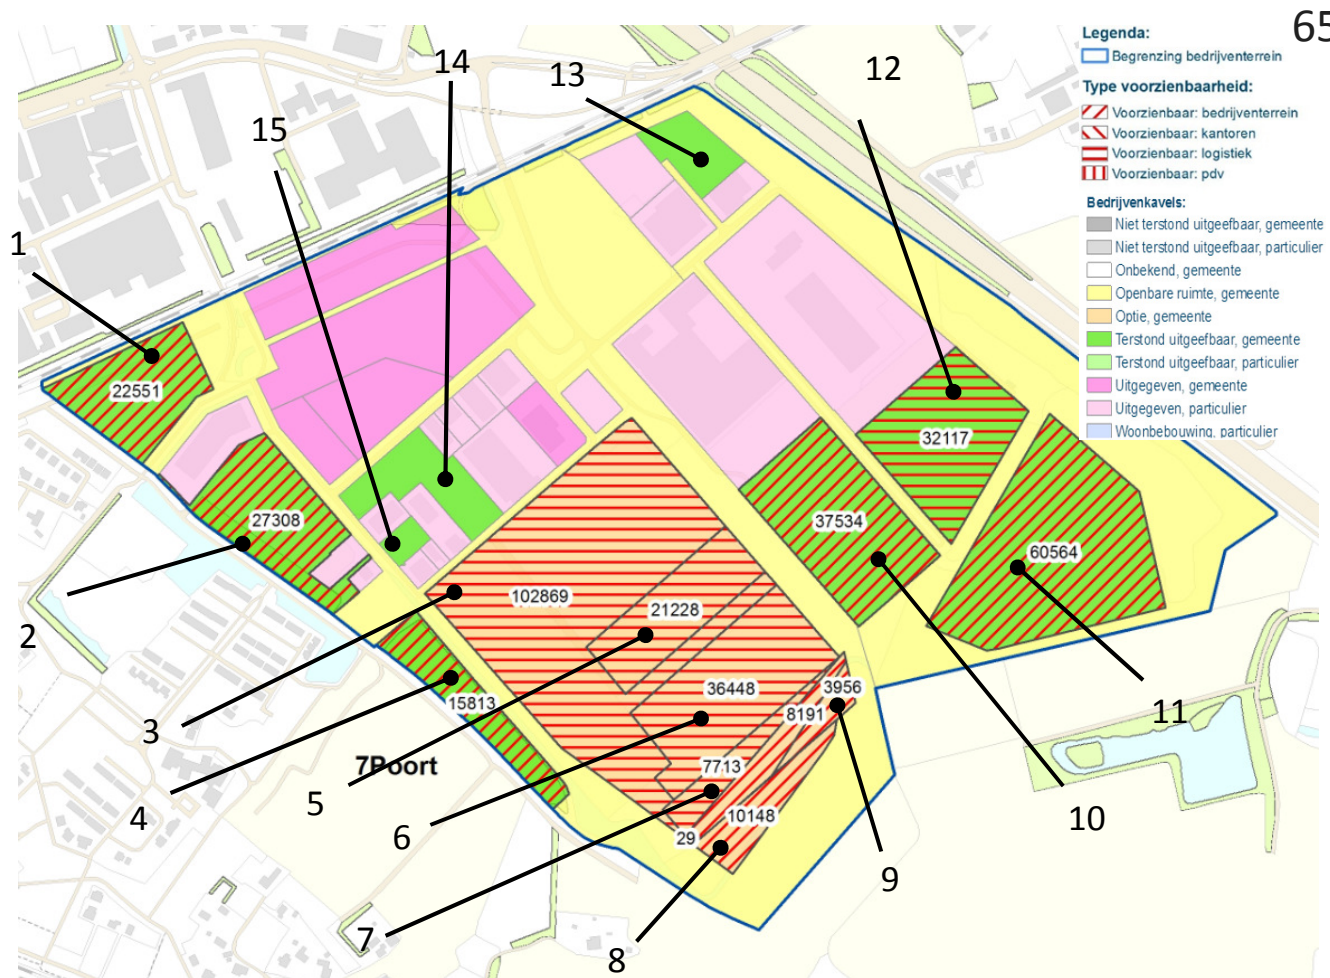 65
Legenda:
Begrenzing bedrijventerrein
Type voorzienbaarheid:
Voorzienbaar: bedrijventerrein
Voorzienbaar: kantoren
Voorzienbaar: logistiek
Voorzienbaar: pdv
Bedrijvenkavels:
Niet terstond uitgeefbaar, gemeente
Niet terstond uitgeefbaar, particulier
Onbekend, gemeente
Openbare ruimte, gemeente
Optie, gemeente
Terstond uitgeefbaar, gemeente
Terstond uitgeefbaar, particulier
Uitgegeven, gemeente
Uitgegeven, particulier
Woonbebouwing, particulier
14
13
12
15
1
22551
32117
27308
37534
60564
102869
21228
2
36448
3956
15813
8191
11
3
7Poort
7713
5
4
10148
10
6
29
9
7
8